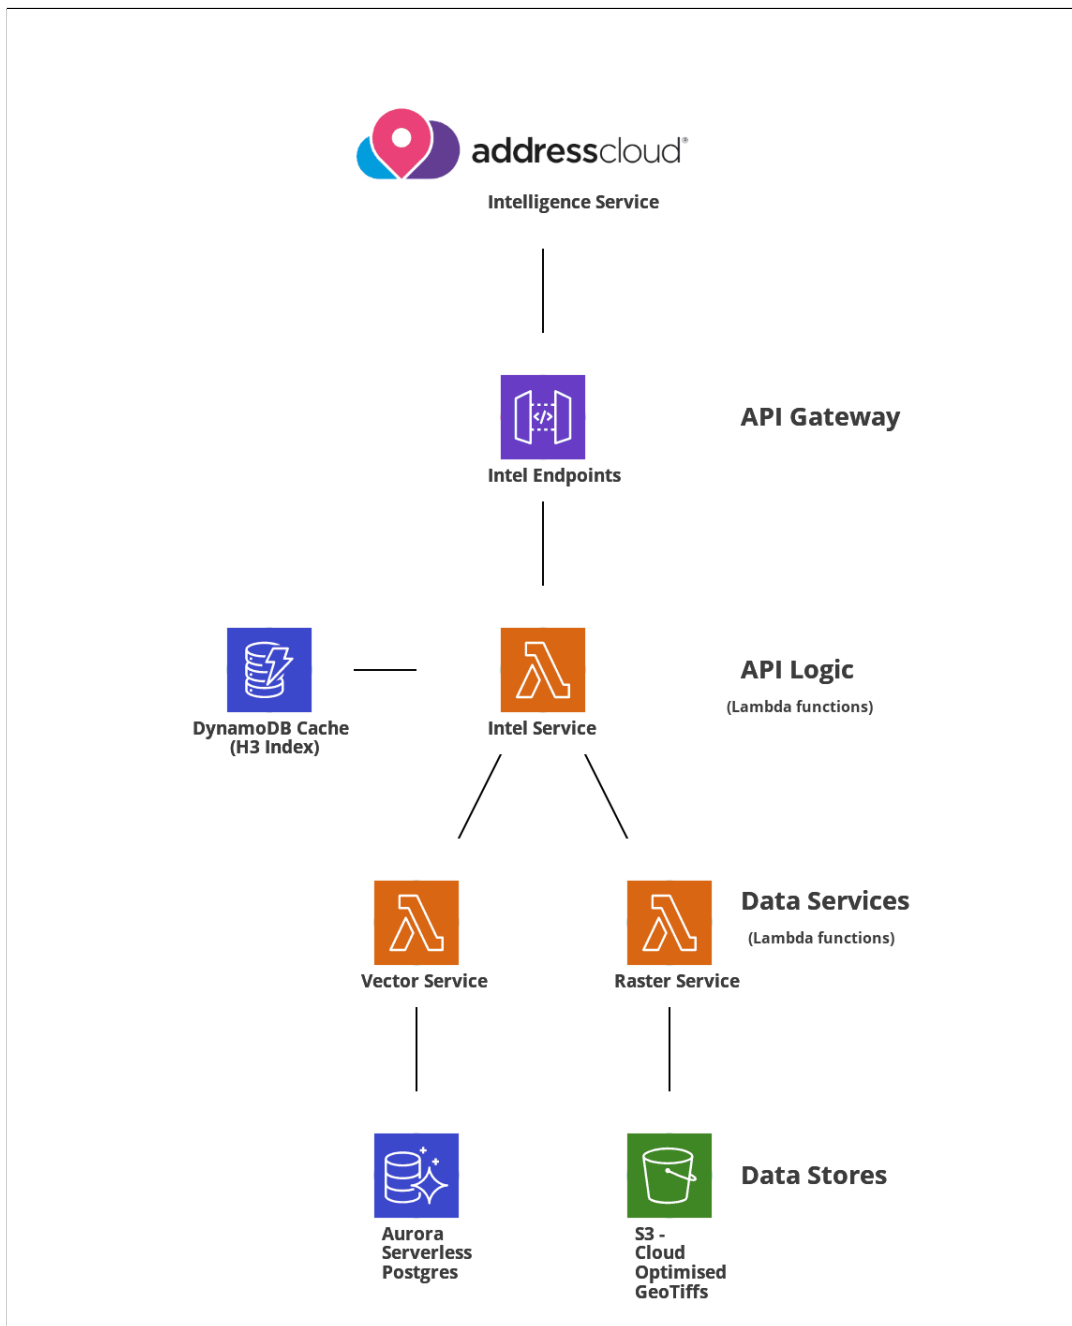 addresscloud®
Intelligence Service
API Gateway
Intel Endpoints
API Logic
(Lambda functions)
DynamoDB Cache
(H3 Index)
Intel Service
Data Services
(Lambda functions)
Vector Service
Raster Service
Data Stores
Aurora
Serverless
Postgres
S3 -
Cloud
Optimised
GeoTiffs